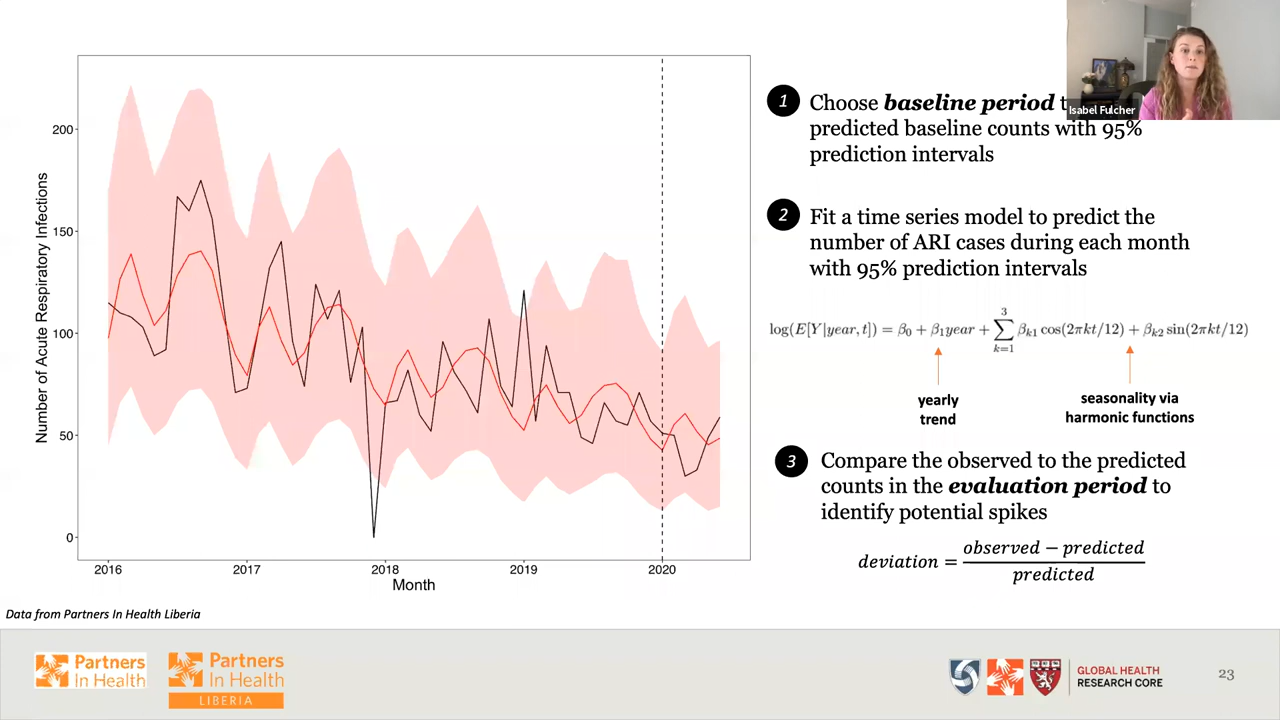 Isabel Fulcher
Number of Acute Respiratory Infections
200
150
100
50
0
2016
2017
2018
2019
2020
Month
1
Choose baseline period t
predicted baseline counts with 95%
prediction intervals
2
Fit a time series model to predict the
number of ARI cases during each month
with 95% prediction intervals
log(E[Y|year, t]) = β0 + β1year + ∑ 3 k=1 βk1 cos(2πkt/12) + βk2 sin(2πkt/12)
yearly
trend
seasonality via
harmonic functions
3
Compare the observed to the predicted
counts in the evaluation period to
identify potential spikes
deviation = observed − predicted
predicted
Data from Partners In Health Liberia
Partners
In Health
Partners
In Health
LIBERIA
GLOBAL HEALTH
RESEARCH CORE
23